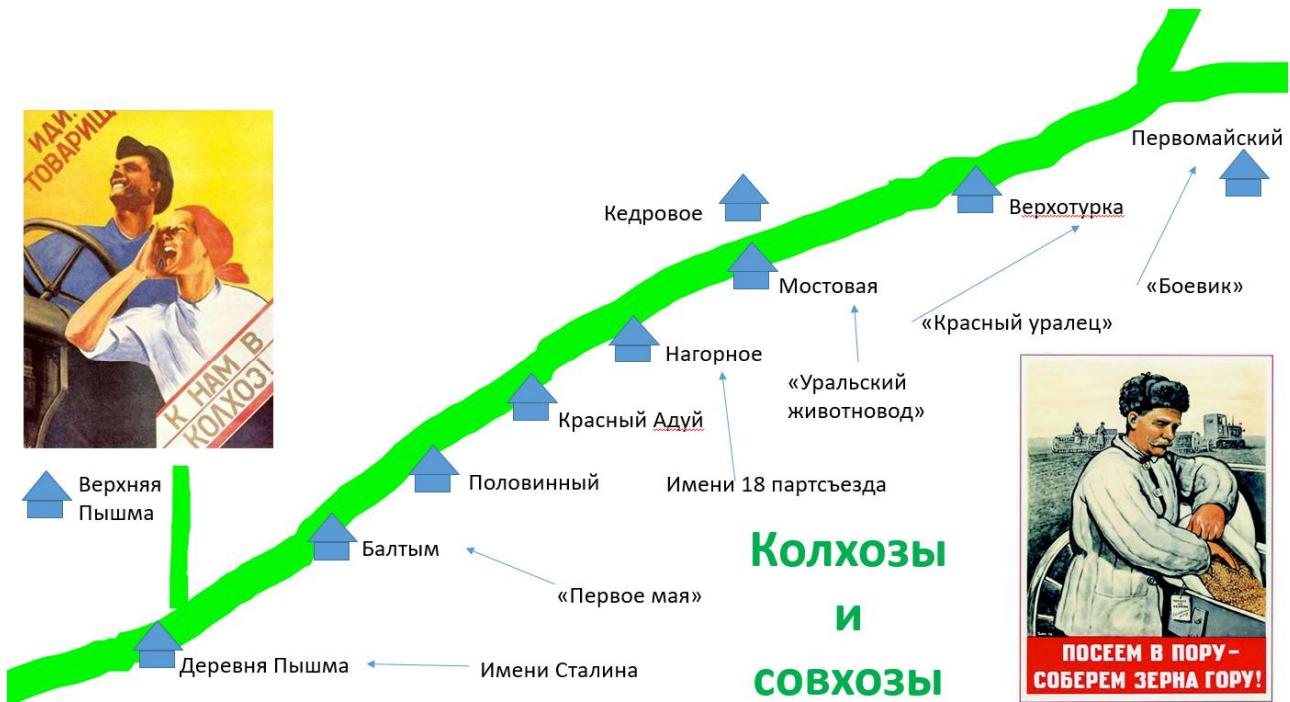 ИДИ,
ТОВАРИЩ
К НАМ В
КОЛХОЗ!
Первомайский
Кедровое
Верхотурка
Мостовая
«Боевик»
«Красный уралец»
Нагорное
«Уральский
животновод»
Красный Адуй
Верхняя
Пышма
Половинный
Имени 18 партсъезда
Балтым
«Первое мая»
Деревня Пышма
Имени Сталина
Колхозы
и
совхозы
ПОСЕЕМ В ПОРУ-
СОБЕРЕМ ЗЕРНА ГОРУ!